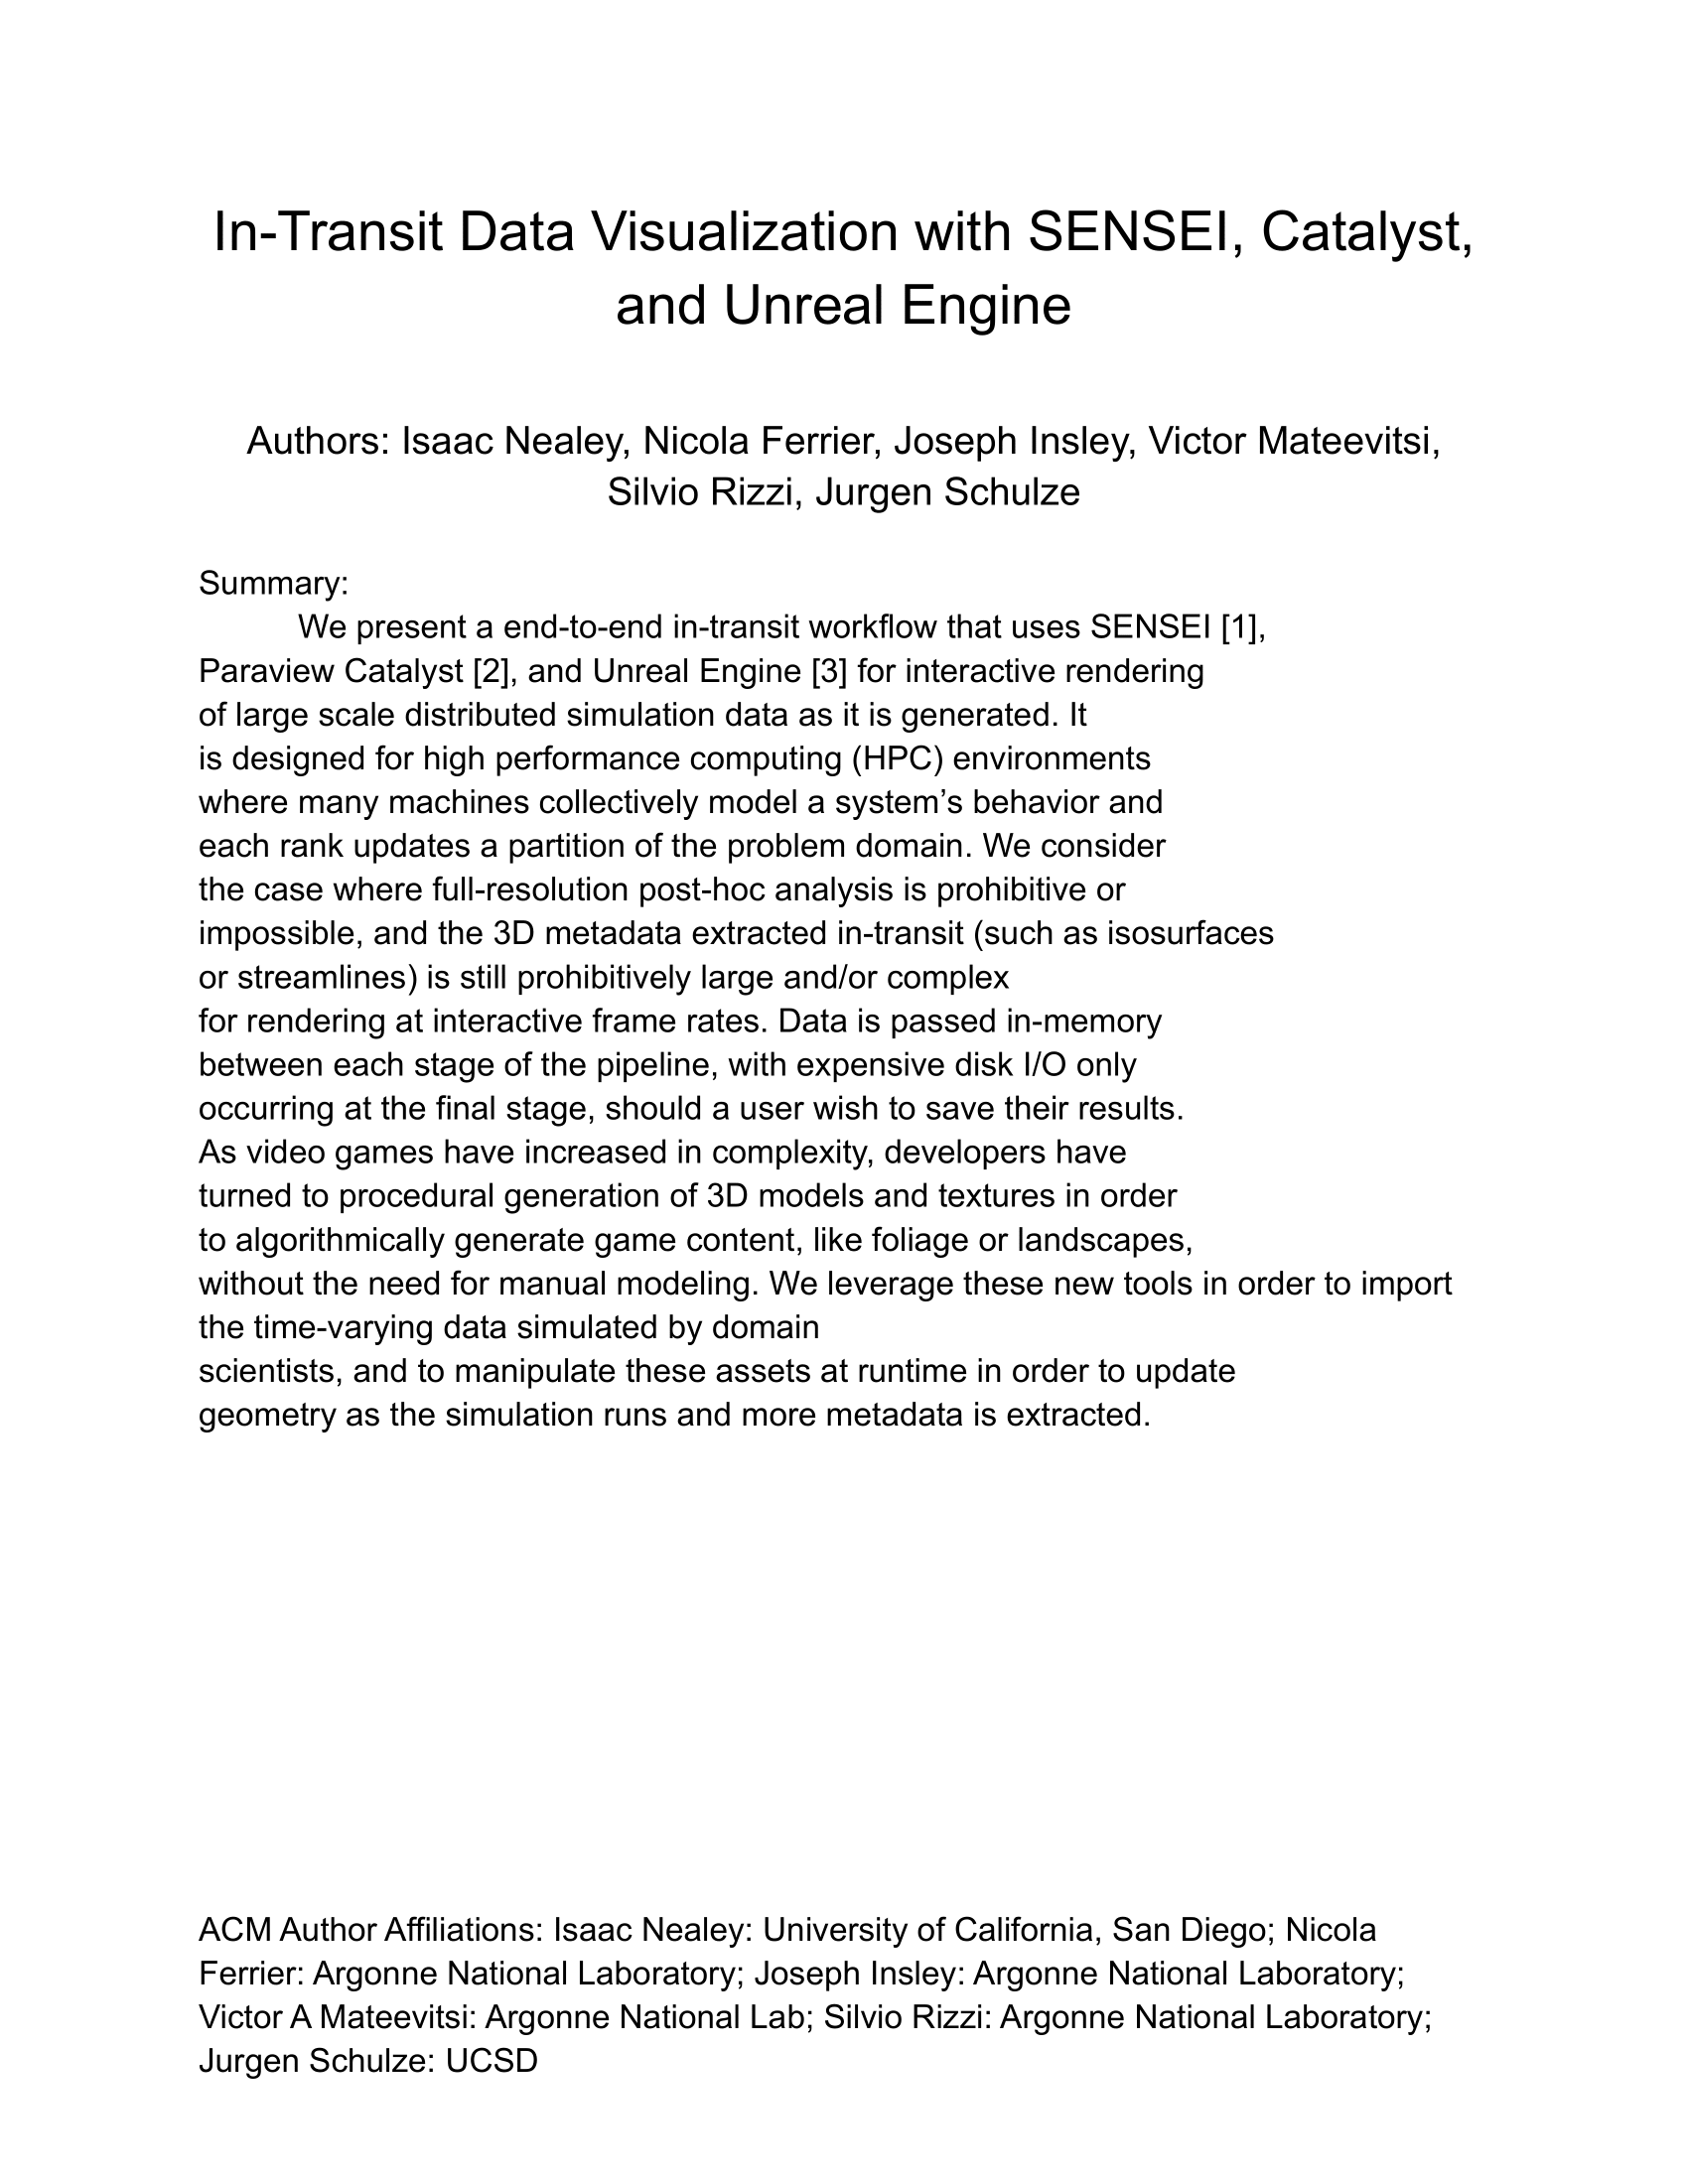 In-Transit Data Visualization with SENSEI, Catalyst,
and Unreal Engine
Authors: Isaac Nealey, Nicola Ferrier, Joseph Insley, Victor Mateevitsi,
Silvio Rizzi, Jurgen Schulze
Summary:
We present a end-to-end in-transit workflow that uses SENSEI [1],
Paraview Catalyst [2], and Unreal Engine [3] for interactive rendering
of large scale distributed simulation data as it is generated. It
is designed for high performance computing (HPC) environments
where many machines collectively model a system’s behavior and
each rank updates a partition of the problem domain. We consider
the case where full-resolution post-hoc analysis is prohibitive or
impossible, and the 3D metadata extracted in-transit (such as isosurfaces
or streamlines) is still prohibitively large and/or complex
for rendering at interactive frame rates. Data is passed in-memory
between each stage of the pipeline, with expensive disk I/O only
occurring at the final stage, should a user wish to save their results.
As video games have increased in complexity, developers have
turned to procedural generation of 3D models and textures in order
to algorithmically generate game content, like foliage or landscapes,
without the need for manual modeling. We leverage these new tools in order to import
the time-varying data simulated by domain
scientists, and to manipulate these assets at runtime in order to update
geometry as the simulation runs and more metadata is extracted.
ACM Author Affiliations: Isaac Nealey: University of California, San Diego; Nicola
Ferrier: Argonne National Laboratory; Joseph Insley: Argonne National Laboratory;
Victor A Mateevitsi: Argonne National Lab; Silvio Rizzi: Argonne National Laboratory;
Jurgen Schulze: UCSD